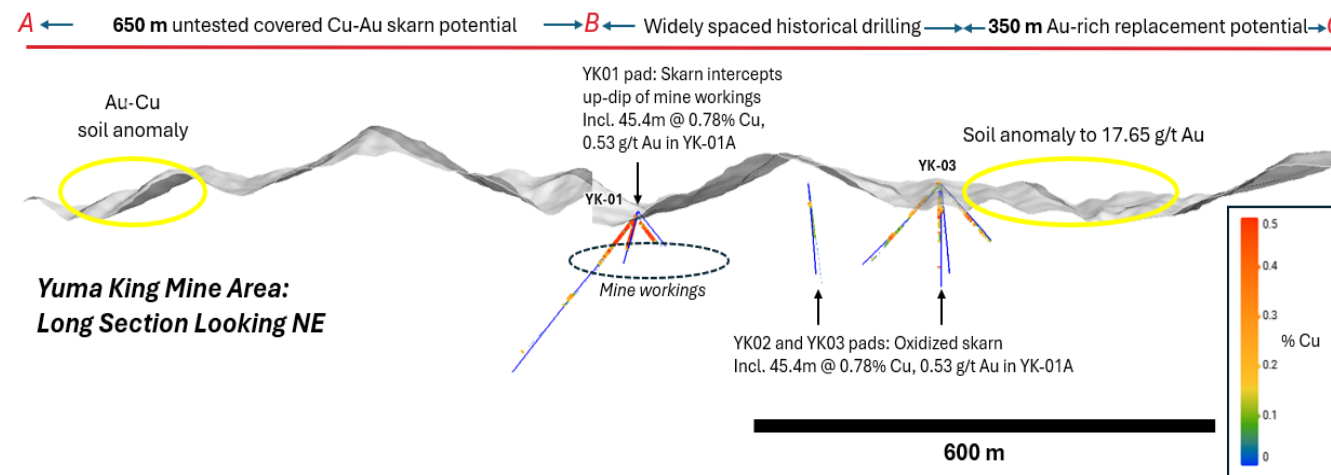 A 650 m untested covered Cu-Au skarn potential B Widely spaced historical drilling 350 m Au-rich replacement potential
YK01 pad: Skarn intercepts
up-dip of mine workings
Incl. 45.4m @ 0.78% Cu,
0.53 g/t Au in YK-01A
Au-Cu
soil anomaly
Soil anomaly to 17.65 g/t Au
YK-03
YK-01
Mine workings
Yuma King Mine Area:
Long Section Looking NE
YK02 and YK03 pads: Oxidized skarn
Incl. 45.4m @ 0.78% Cu, 0.53 g/t Au in YK-01A
600 m
0.5
0.4
0.3
% Cu
0.2
0.1
0